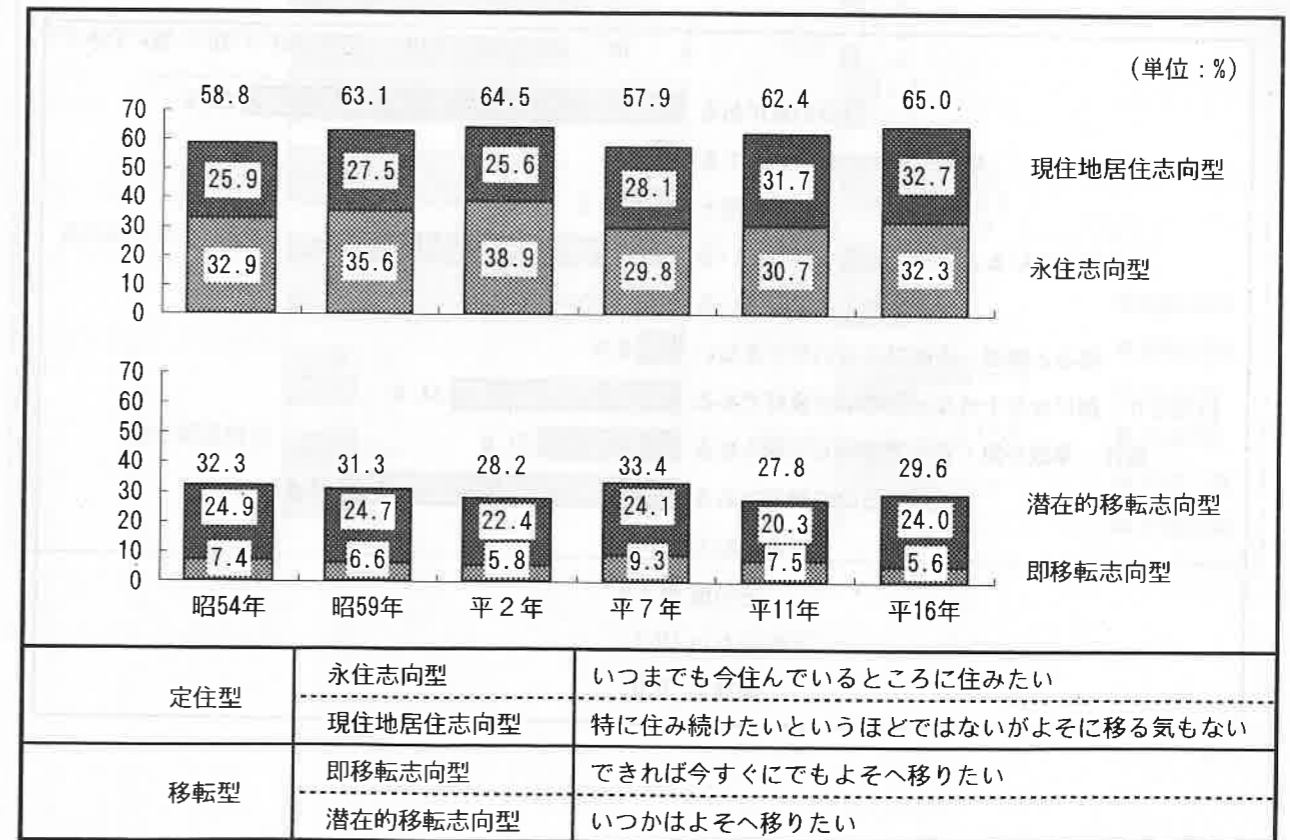 (単位：%)
58.8 63.1 64.5 57.9 62.4 65.0
70
60
50
40
30
20
10
0
25.9 27.5 25.6 28.1 31.7 32.7 現住地居住志向型
32.9 35.6 38.9 29.8 30.7 32.3 永住志向型
70
60
50
40
30
20
10
0
32.3 31.3 28.2 33.4 27.8 29.6
24.9 24.7 22.4 24.1 20.3 24.0 潜在的移転志向型
7.4 6.6 5.8 9.3 7.5 5.6 即移転志向型
昭54年 昭59年 平２年 平７年 平11年 平16年
定住型 永住志向型 いつまでも今住んでいるところに住みたい
現住地居住志向型 特に住み続けたいというほどではないがよそに移る気もない
移転型 即移転志向型 できれば今すぐにでもよそへ移りたい
潜在的移転志向型 いつかはよそへ移りたい